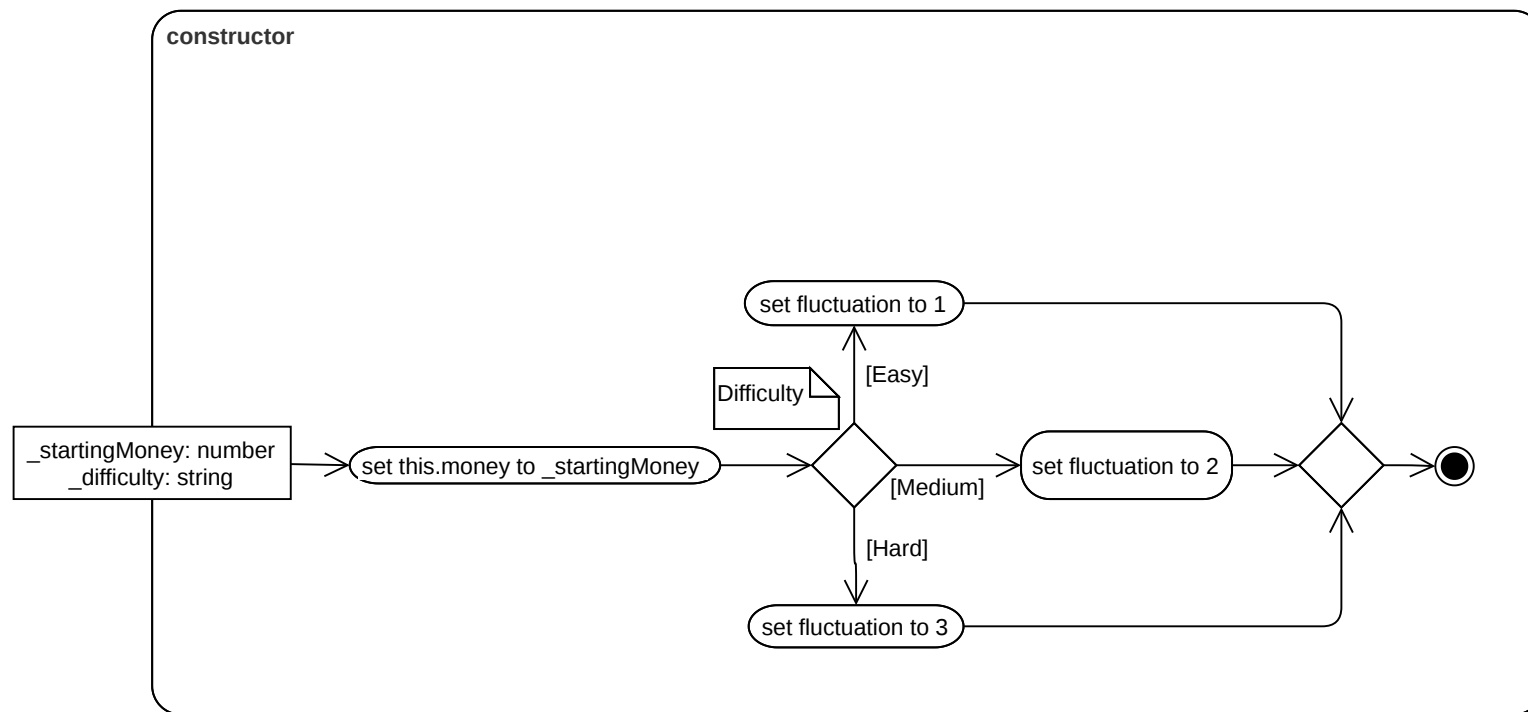 constructor
set fluctuation to 1
[Easy]
Difficulty
_startingMoney: number
_difficulty: string
set this.money to _startingMoney
set fluctuation to 2
[Medium]
[Hard]
set fluctuation to 3